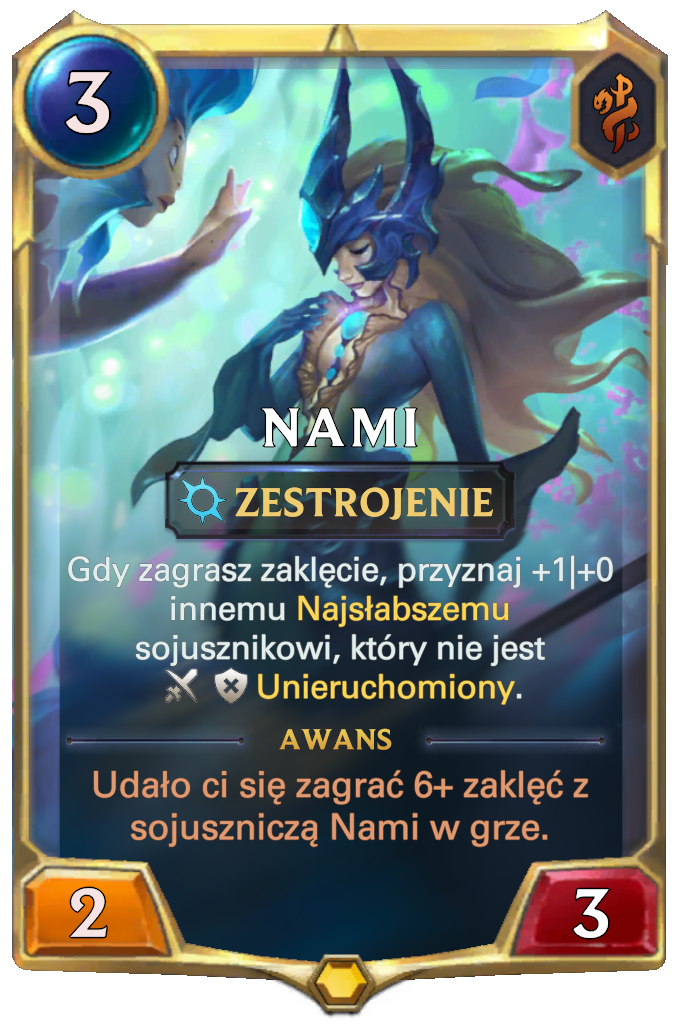 3
NAMI
ZESTROJENIE
Gdy zagrasz zaklęcie, przyznaj +1|+0
innemu Najsłabszemu
sojusznikowi, który nie jest
Unieruchomiony.
AWANS
Udało ci się zagrać 6+ zaklęć z
sojuszniczą Nami w grze.
2
3